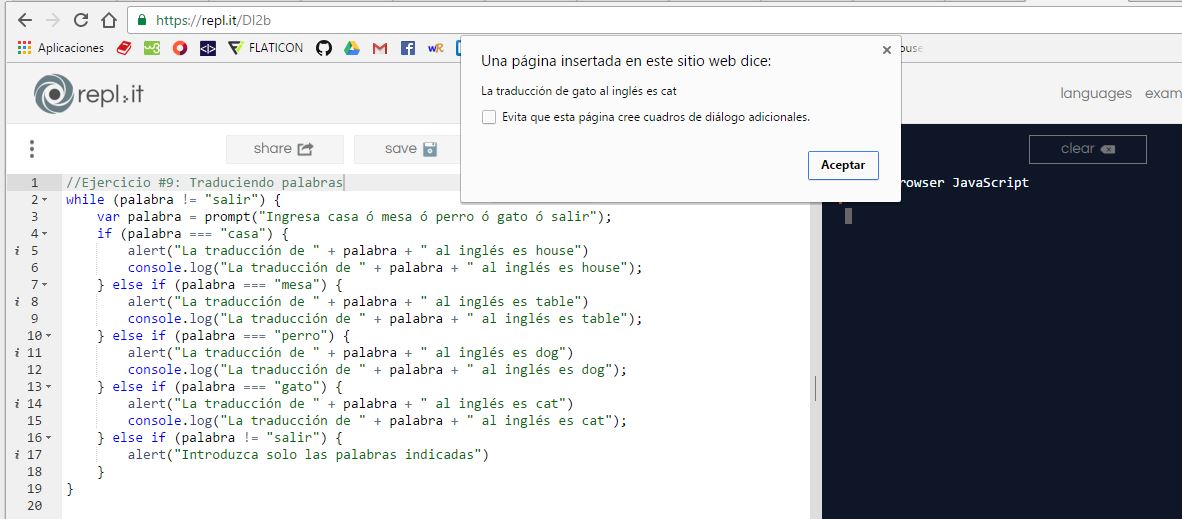 https://repl.it/DI2b
Aplicaciones FLATICON
Una página insertada en este sitio web dice:
La traducción de gato al inglés es cat
Evita que esta página cree cuadros de diálogo adicionales.
Aceptar
repl.it
languages exam
share save clear
rowser JavaScript
1 //Ejercicio #9: Traduciendo palabras
2 while (palabra != "salir") {
3 var palabra = prompt("Ingresa casa ó mesa ó perro ó gato ó salir");
4 if (palabra === "casa") {
i 5 alert("La traducción de " + palabra + " al inglés es house")
6 console.log("La traducción de " + palabra + " al inglés es house");
7 } else if (palabra === "mesa") {
i 8 alert("La traducción de " + palabra + " al inglés es table")
9 console.log("La traducción de " + palabra + " al inglés es table");
10 } else if (palabra === "perro") {
i 11 alert("La traducción de " + palabra + " al inglés es dog")
12 console.log("La traducción de " + palabra + " al inglés es dog");
13 } else if (palabra === "gato") {
i 14 alert("La traducción de " + palabra + " al inglés es cat")
15 console.log("La traducción de " + palabra + " al inglés es cat");
16 } else if (palabra != "salir") {
i 17 alert("Introduzca solo las palabras indicadas")
18 }
19 }
20